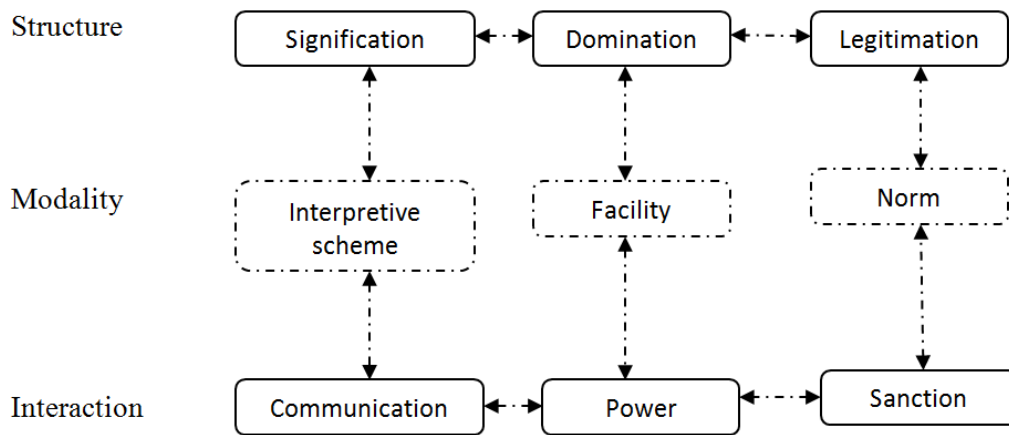 Structure
Signification
Domination
Legitimation
Modality
Interpretive
scheme
Facility
Norm
Interaction
Communication
Power
Sanction